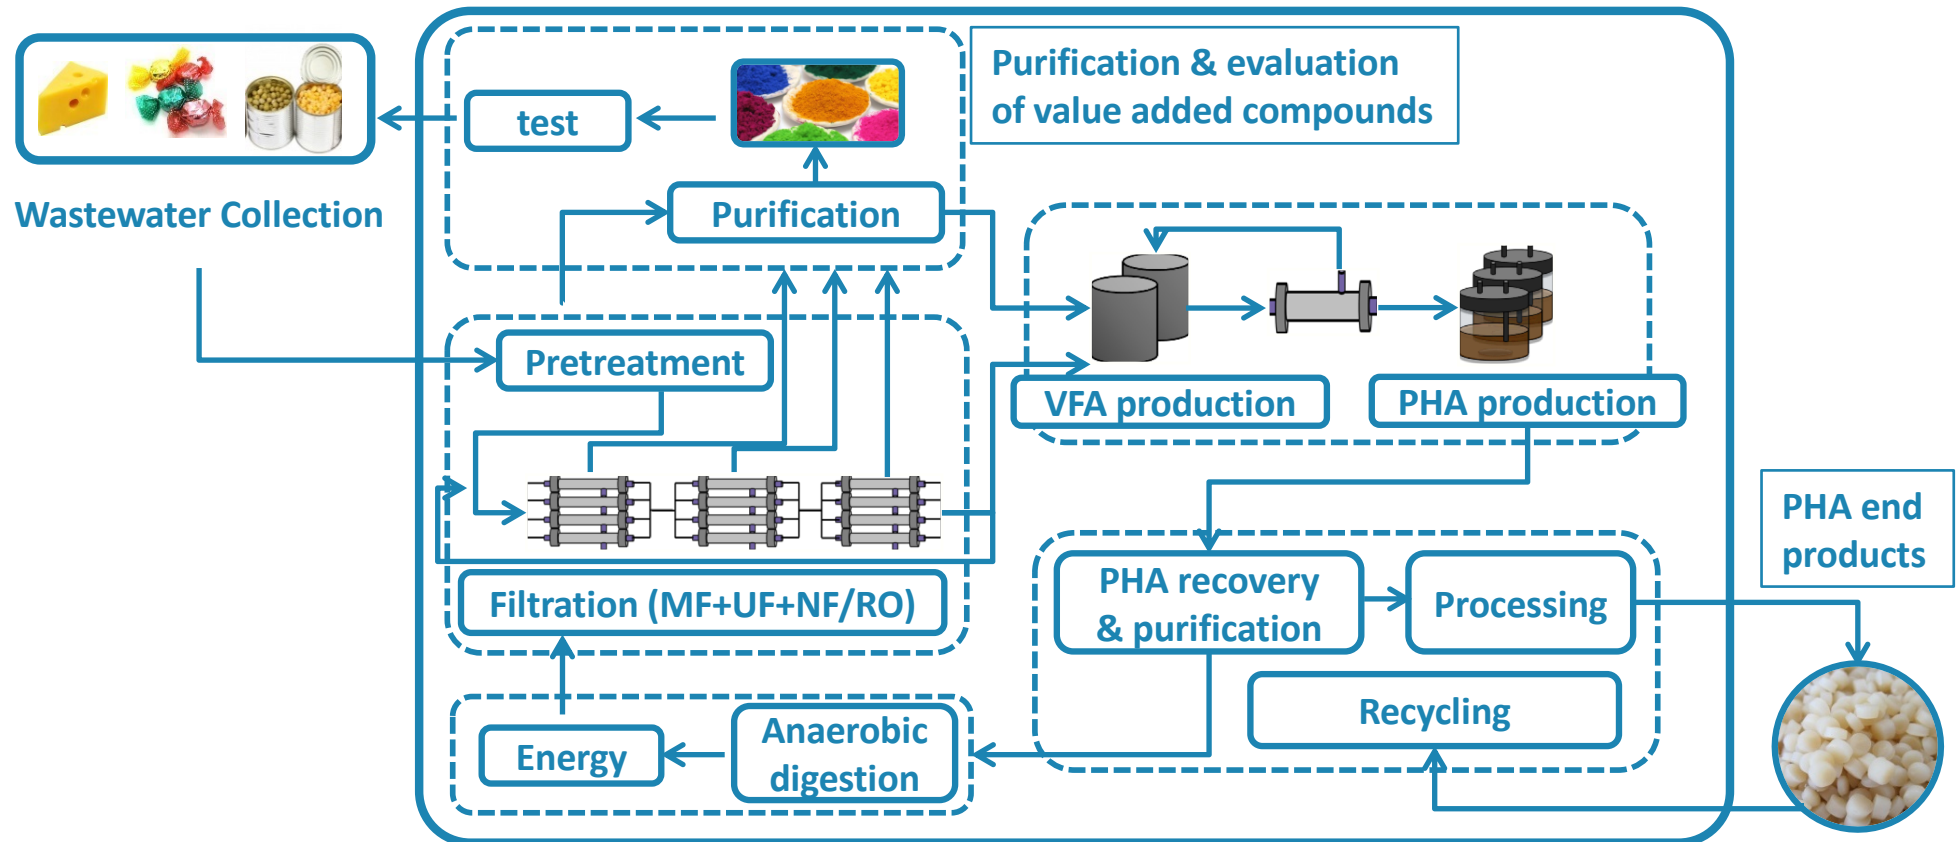 Purification & evaluation
of value added compounds
test
Wastewater Collection
Purification
Pretreatment
VFA production
PHA production
PHA end
products
Filtration (MF+UF+NF/RO)
PHA recovery
& purification
Processing
Recycling
Anaerobic
digestion
Energy